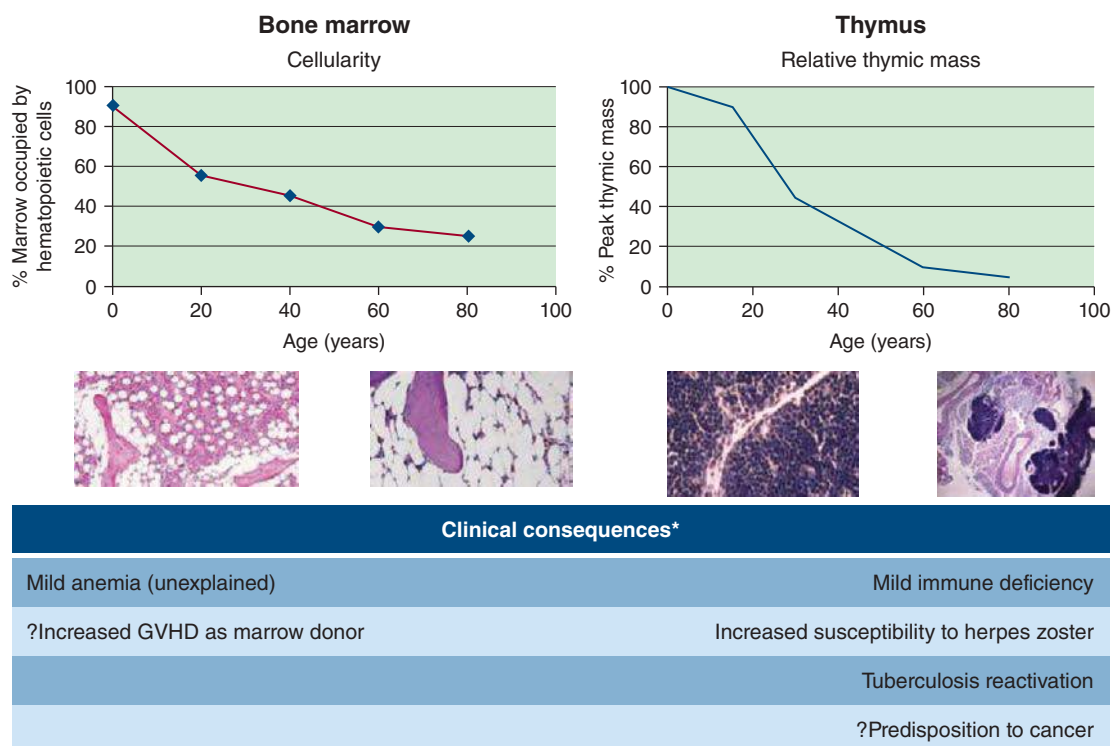 Bone marrow
Cellularity
% Marrow occupied by
hematopoietic cells
100
80
60
40
20
0
0 20 40 60 80 100
Age (years)
Thymus
Relative thymic mass
% Peak thymic mass
100
80
60
40
20
0
0 20 40 60 80 100
Age (years)
Clinical consequences*
Mild anemia (unexplained) Mild immune deficiency
?Increased GVHD as marrow donor Increased susceptibility to herpes zoster
Tuberculosis reactivation
?Predisposition to cancer